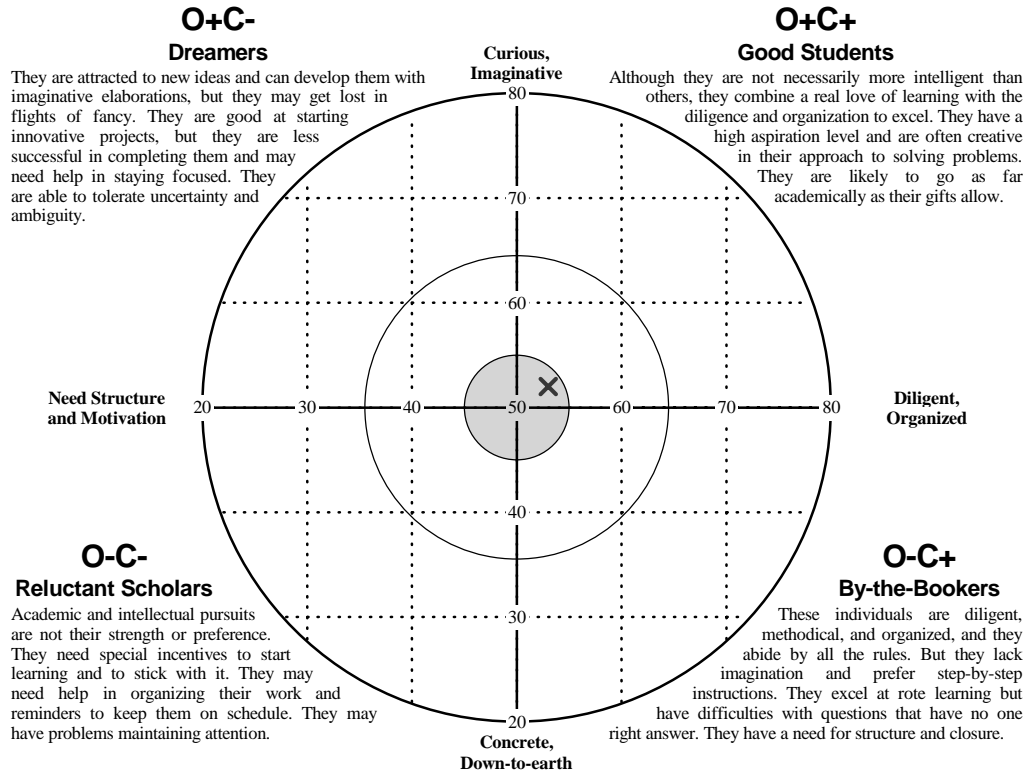 O+C-
Dreamers
They are attracted to new ideas and can develop them with
imaginative elaborations, but they may get lost in
flights of fancy. They are good at starting
innovative projects, but they are less
successful in completing them and may
need help in staying focused. They
are able to tolerate uncertainty and
ambiguity.
Curious,
Imaginative
O+C+
Good Students
Although they are not necessarily more intelligent than
others, they combine a real love of learning with the
diligence and organization to excel. They have a
high aspiration level and are often creative
in their approach to solving problems.
They are likely to go as far
academically as their gifts allow.
80
70
60
Need Structure
and Motivation
20 30 40 50 60 70 80
Diligent,
Organized
40
30
20
O-C-
Reluctant Scholars
Academic and intellectual pursuits
are not their strength or preference.
They need special incentives to start
learning and to stick with it. They may
need help in organizing their work and
reminders to keep them on schedule. They may
have problems maintaining attention.
Concrete,
Down-to-earth
O-C+
By-the-Bookers
These individuals are diligent,
methodical, and organized, and they
abide by all the rules. But they lack
imagination and prefer step-by-step
instructions. They excel at rote learning but
have difficulties with questions that have no one
right answer. They have a need for structure and closure.